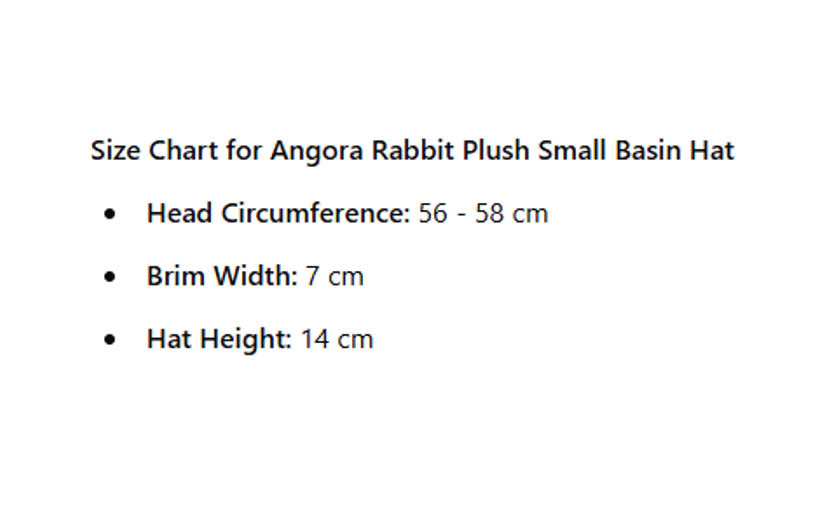 Size Chart for Angora Rabbit Plush Small Basin Hat
• Head Circumference: 56 - 58 cm
• Brim Width: 7 cm
• Hat Height: 14 cm